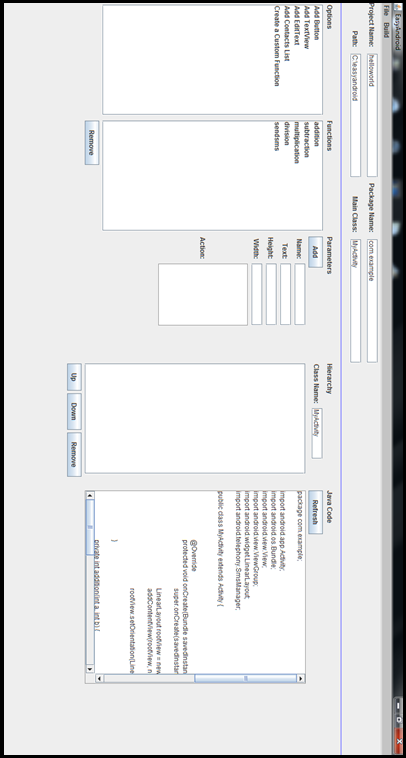 EasyAndroid
File Build
Project Name: helloworld Package Name: com.example
Path: C:\easyandroid Main Class: MyActivity
Options
Add Button
Add TextView
Add EditText
Add Contacts List
Create a Custom Function
Functions
addition
subtraction
multiplication
division
sendsms
Remove
Parameters
Add
Name:
Text:
Height:
Width:
Action:
Hierarchy
Class Name: MyActivity
Up Down Remove
Java Code
Refresh
package com.example;
import android.app.Activity;
import android.os.Bundle;
import android.view.View;
import android.view.ViewGroup;
import android.widget.LinearLayout;
import android.telephony.SmsManager;
public class MyActivity extends Activity {
@Override
protected void onCreate(Bundle savedInstan
super.onCreate(savedInstan
LinearLayout rootView = new
addContentView(rootView, n
rootView.setOrientation(Line
}
private int addition(int a, int b) {